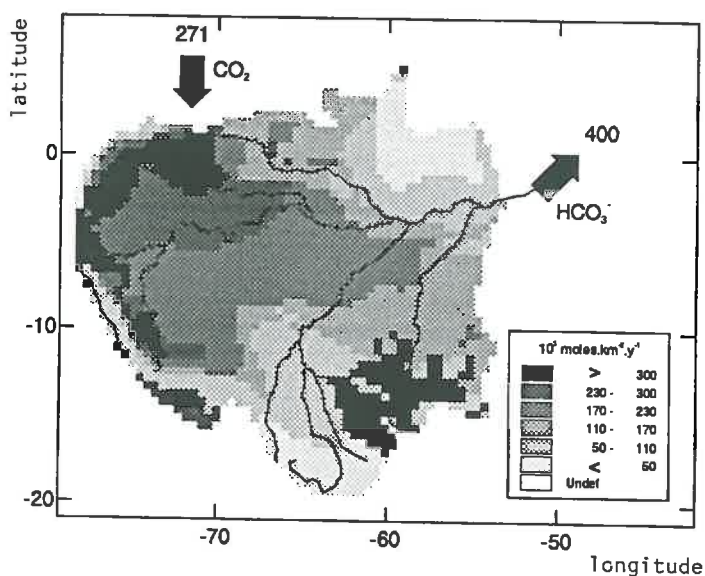 latitude
271
CO₂
0
-10
-20
400
HCO₃⁻
10³ moles.km⁻².y⁻¹
> 300
230 - 300
170 - 230
110 - 170
50 - 110
< 50
Undef
-70
-60
-50
longitude